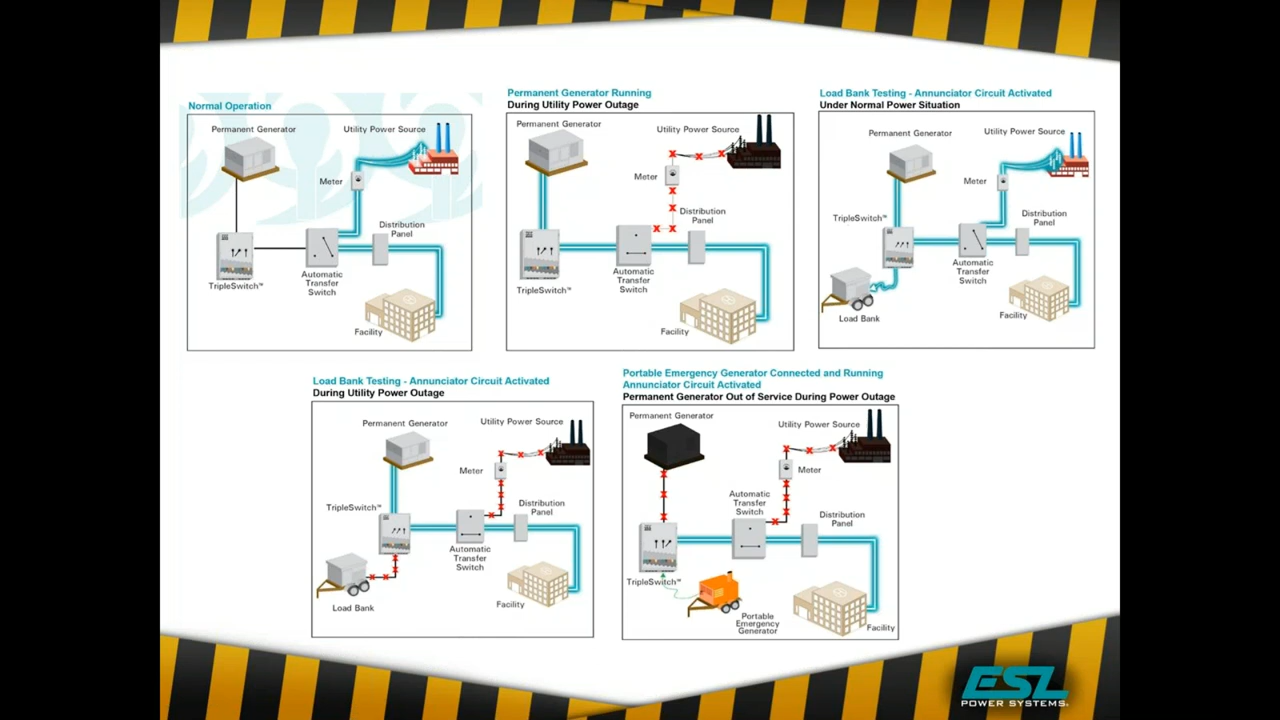 Normal Operation
Permanent Generator
Utility Power Source
Meter
Distribution
Panel
TripleSwitch™
Automatic
Transfer
Switch
Facility
Permanent Generator Running
During Utility Power Outage
Permanent Generator
Utility Power Source
Meter
Distribution
Panel
TripleSwitch™
Automatic
Transfer
Switch
Facility
Load Bank Testing - Annunciator Circuit Activated
Under Normal Power Situation
Permanent Generator
Utility Power Source
Meter
TripleSwitch™
Distribution
Panel
Automatic
Transfer
Switch
Load Bank
Facility
Load Bank Testing - Annunciator Circuit Activated
During Utility Power Outage
Permanent Generator
Utility Power Source
Meter
TripleSwitch™
Distribution
Panel
Automatic
Transfer
Switch
Load Bank
Facility
Portable Emergency Generator Connected and Running
Annunciator Circuit Activated
Permanent Generator Out of Service During Power Outage
Permanent Generator
Utility Power Source
Meter
Automatic
Transfer
Switch
Distribution
Panel
TripleSwitch™
Portable
Emergency
Generator
Facility
ESL
POWER SYSTEMS